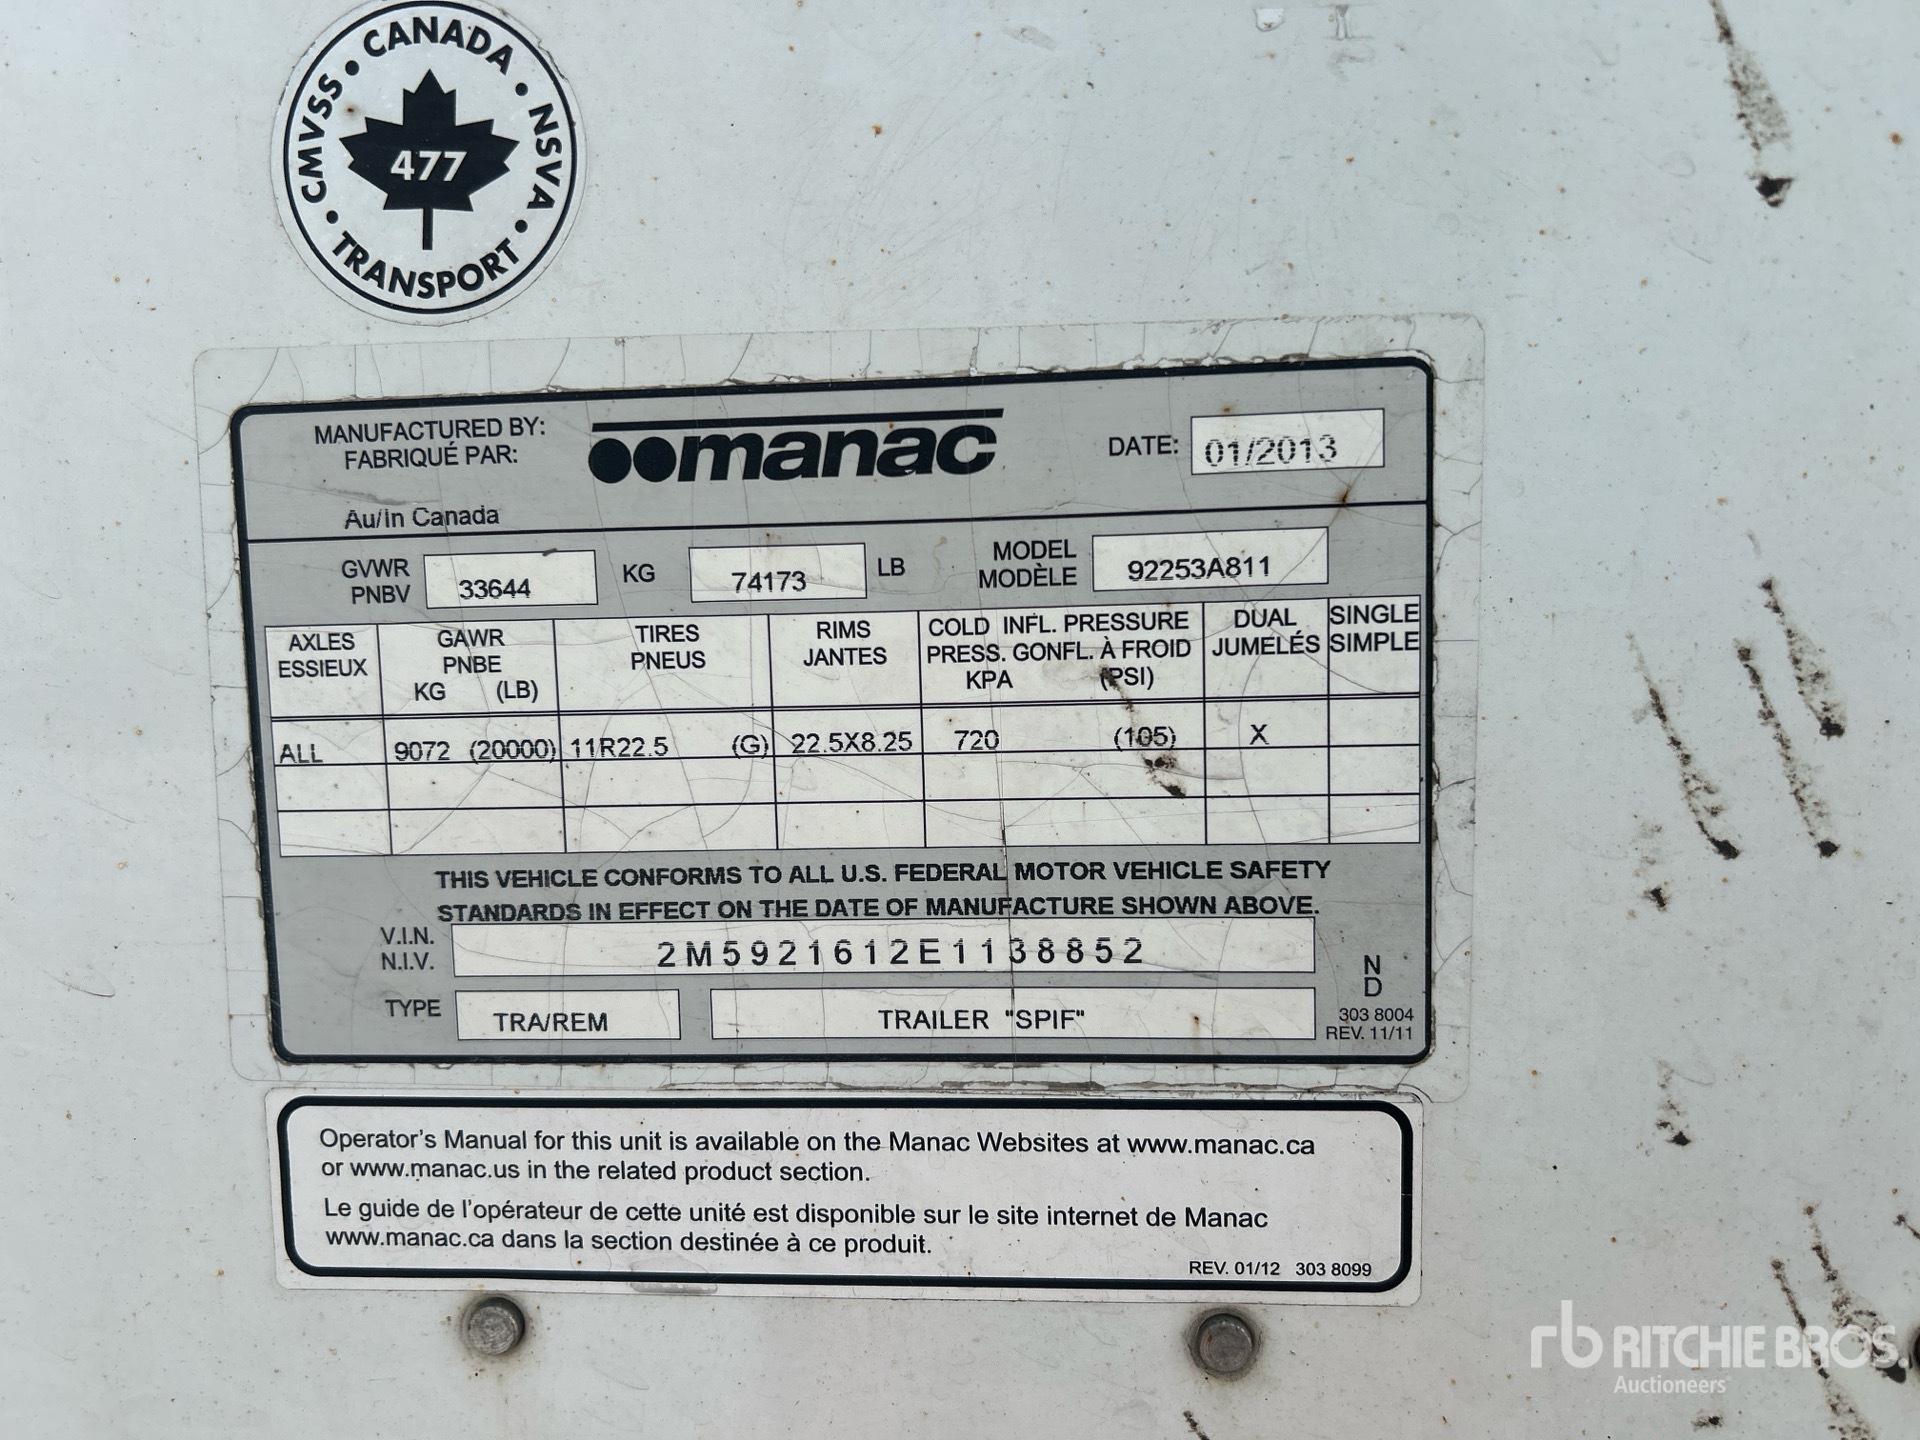 CANADA • NSVA • TRANSPORT • CMVSS •
477
MANUFACTURED BY:
FABRIQUÉ PAR:
manac
DATE: 01/2013
Au/In Canada
GVWR
PNBV
33644 KG 74173 LB
MODEL
MODÈLE
92253A811
AXLES
ESSIEUX
GAWR
PNBE
KG (LB)
TIRES
PNEUS
RIMS
JANTES
COLD INFL. PRESSURE
PRESS. GONFL. À FROID
KPA (PSI)
DUAL
JUMELÉS
SINGLE
SIMPLE
ALL 9072 (20000) 11R22.5 (G) 22.5X8.25 720 (105) X
THIS VEHICLE CONFORMS TO ALL U.S. FEDERAL MOTOR VEHICLE SAFETY
STANDARDS IN EFFECT ON THE DATE OF MANUFACTURE SHOWN ABOVE.
V.I.N.
N.I.V.
2M5921612E1138852
TYPE TRA/REM TRAILER "SPIF"
N
D
303 8004
REV. 11/11
Operator's Manual for this unit is available on the Manac Websites at www.manac.ca
or www.manac.us in the related product section.
Le guide de l'opérateur de cette unité est disponible sur le site internet de Manac
www.manac.ca dans la section destinée à ce produit.
REV. 01/12 303 8099
rb RITCHIE BROS.
Auctioneers